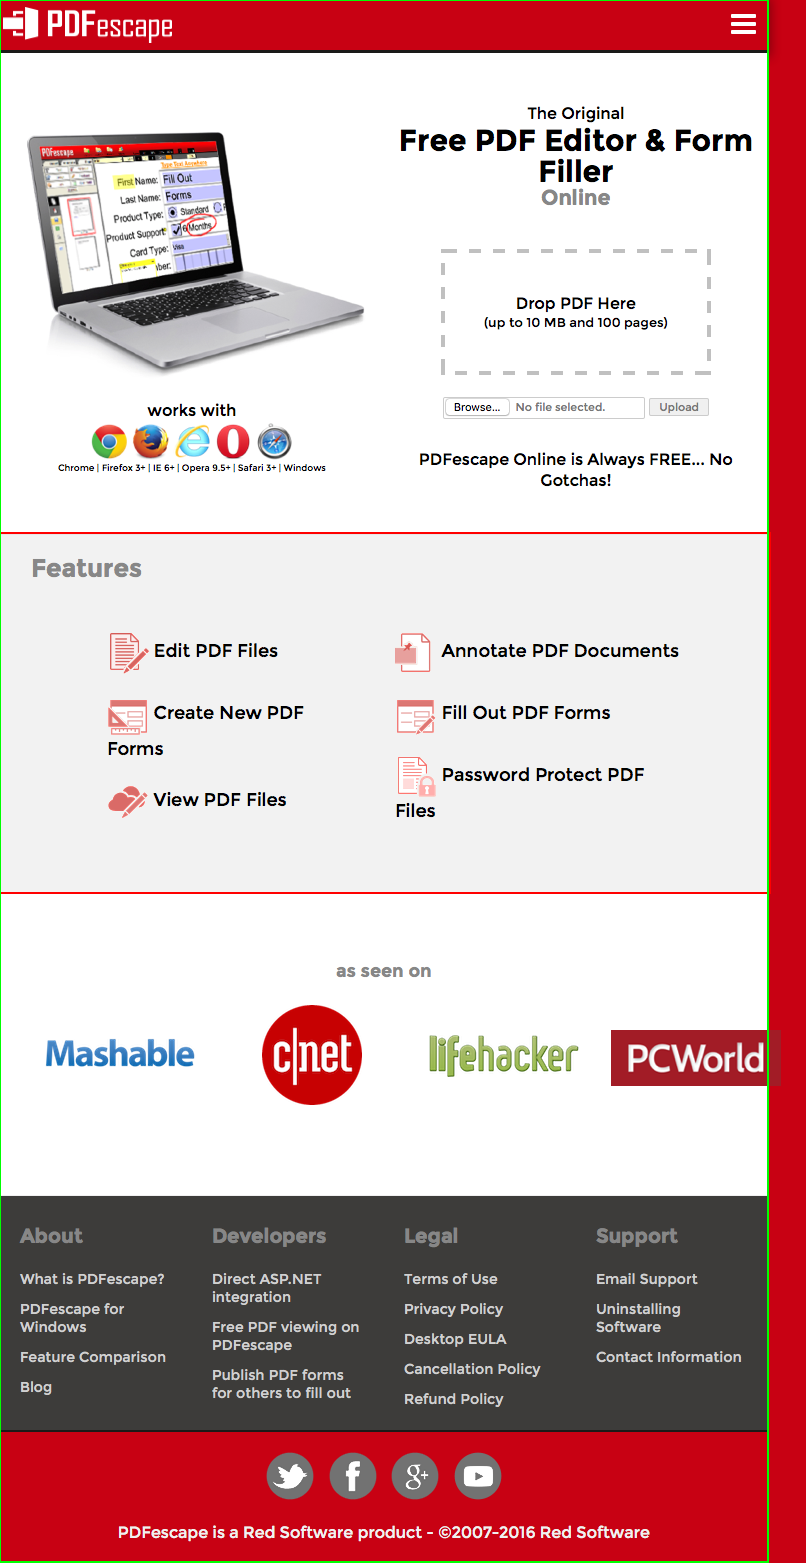 PDFescape
The Original
Free PDF Editor & Form
Filler
Online
PDFescape
Type Text Anywhere
First Name: Fill Out
Last Name: Forms
Product Type: Standard
Product Support: 6 Months
Card Type: Visa
Drop PDF Here
(up to 10 MB and 100 pages)
Browse... No file selected. Upload
works with
Chrome | Firefox 3+ | IE 6+ | Opera 9.5+ | Safari 3+ | Windows
PDFescape Online is Always FREE... No
Gotchas!
Features
Edit PDF Files
Annotate PDF Documents
Create New PDF
Forms
Fill Out PDF Forms
View PDF Files
Password Protect PDF
Files
as seen on
Mashable
c|net
lifehacker
PCWorld
About
What is PDFescape?
PDFescape for
Windows
Feature Comparison
Blog
Developers
Direct ASP.NET
integration
Free PDF viewing on
PDFescape
Publish PDF forms
for others to fill out
Legal
Terms of Use
Privacy Policy
Desktop EULA
Cancellation Policy
Refund Policy
Support
Email Support
Uninstalling
Software
Contact Information
PDFescape is a Red Software product - ©2007-2016 Red Software